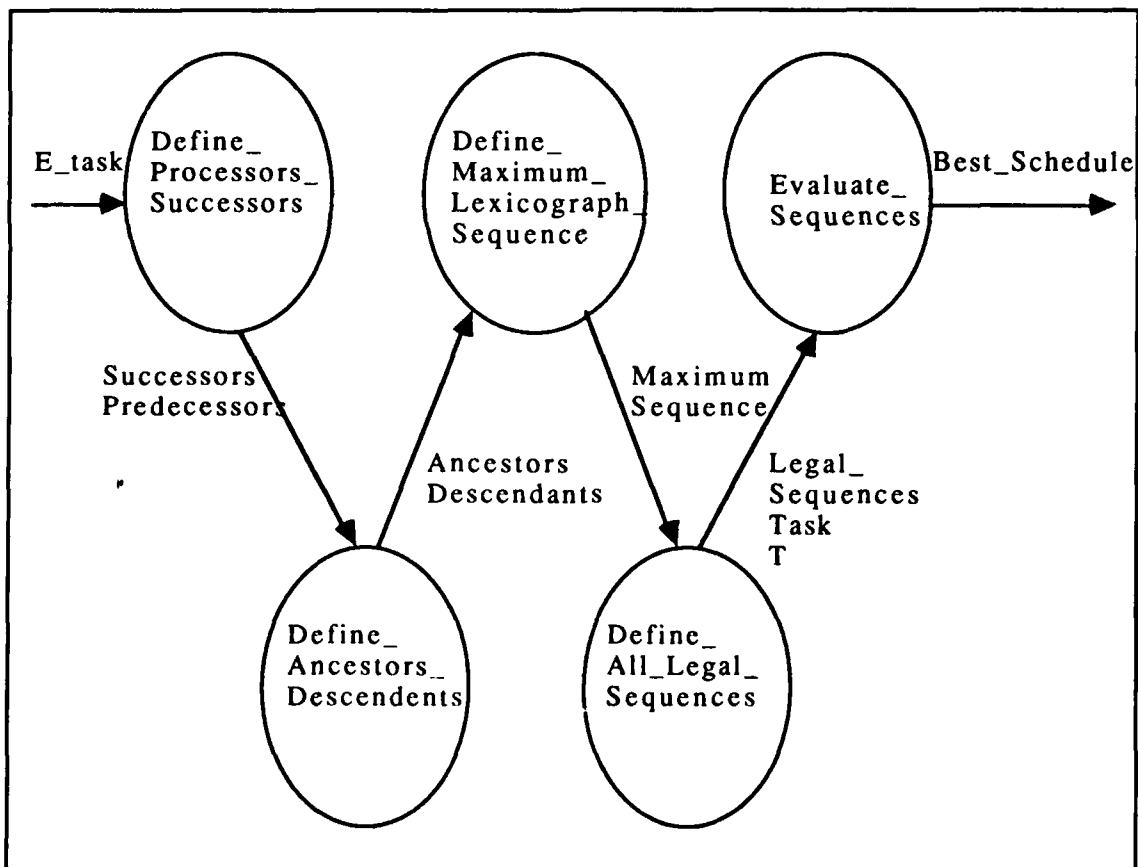 E_task
Define_
Processors_
Successors
Define_
Maximum_
Lexicograph_
Sequence
Evaluate_
Sequences
Best_Schedule
Successors
Predecessors
Ancestors
Descendants
Maximum
Sequence
Legal_
Sequences
Task
T
Define_
Ancestors_
Descendents
Define_
All_Legal_
Sequences